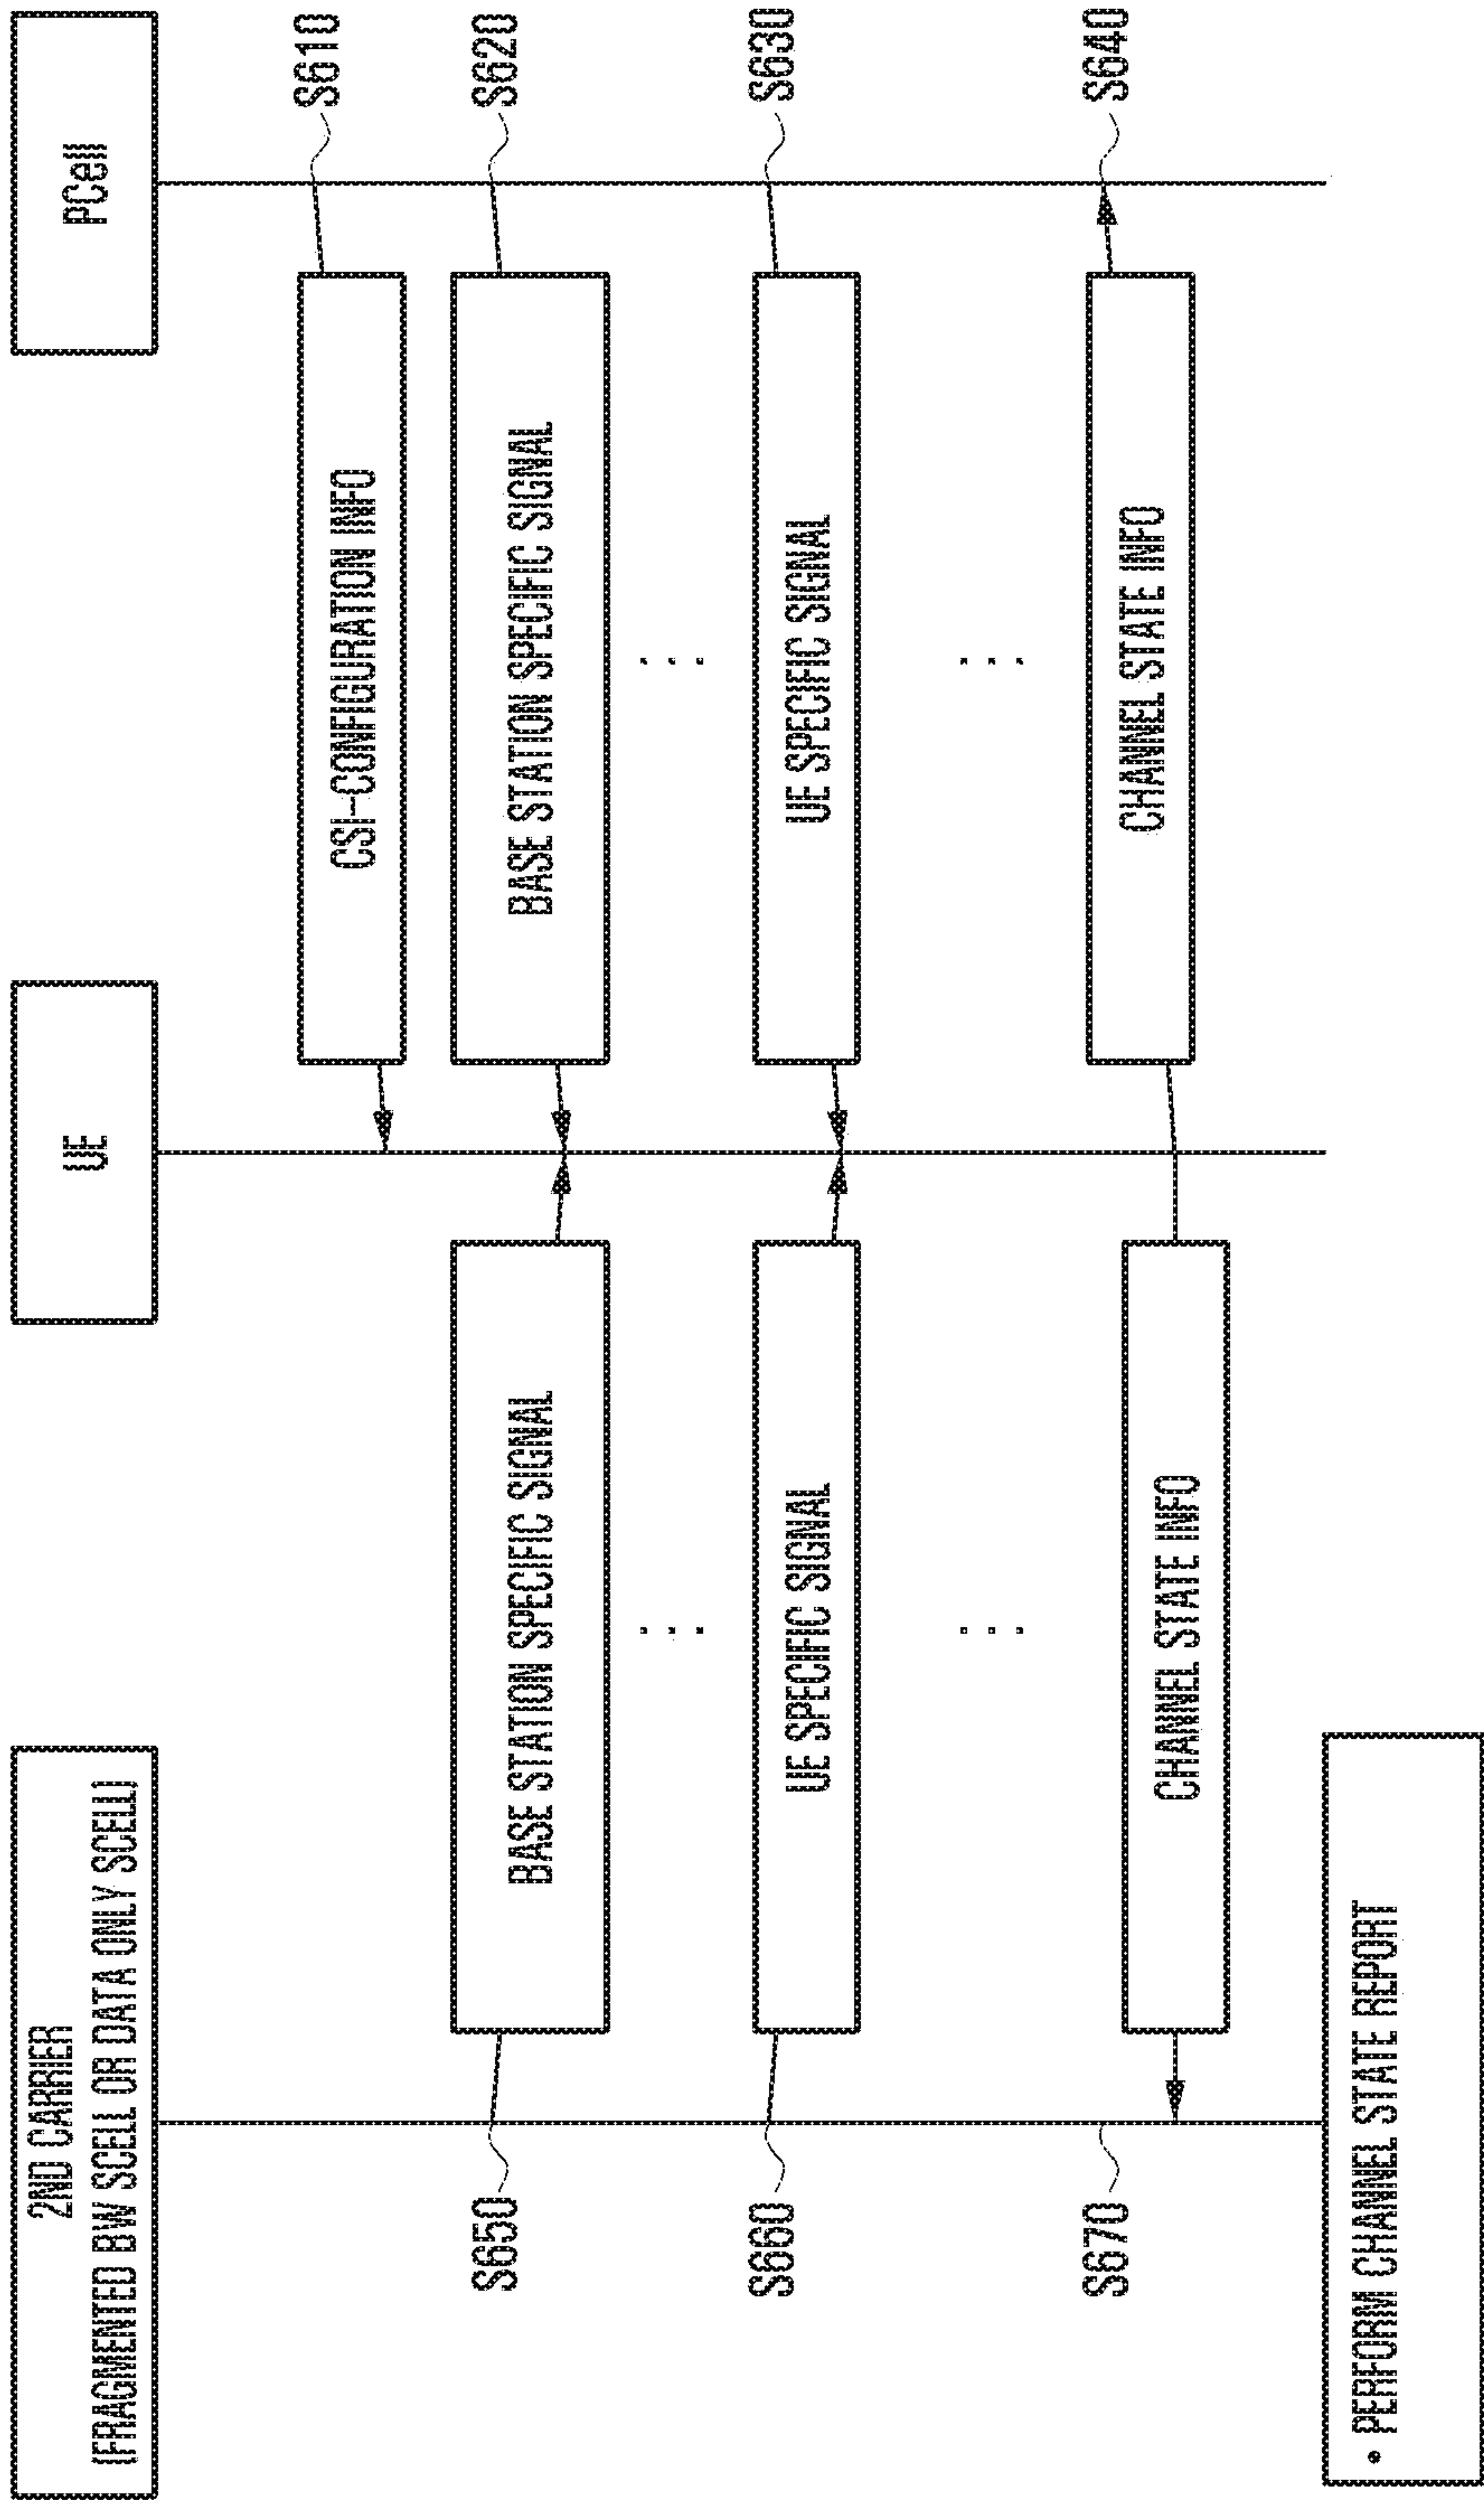 2ND CARRIER
(FRAGMENTED BW SCELL OR DATA ONLY SCELL)
UE
PCell
CSI-CONFIGURATION INFO
S610
S650
BASE STATION SPECIFIC SIGNAL
BASE STATION SPECIFIC SIGNAL
S620
. . .
. . .
S660
UE SPECIFIC SIGNAL
UE SPECIFIC SIGNAL
S630
. . .
. . .
S670
CHANNEL STATE INFO
CHANNEL STATE INFO
S640
• PERFORM CHANNEL STATE REPORT